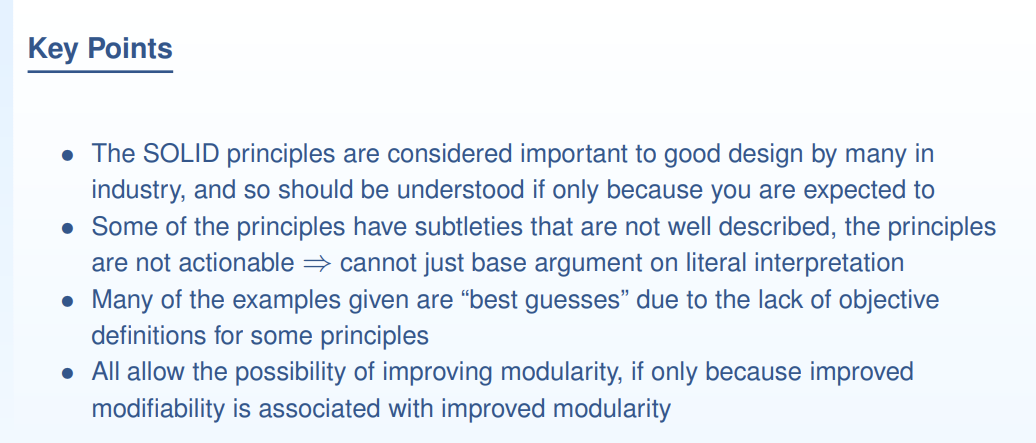 Key Points
● The SOLID principles are considered important to good design by many in
industry, and so should be understood if only because you are expected to
● Some of the principles have subtleties that are not well described, the principles
are not actionable ⇒ cannot just base argument on literal interpretation
● Many of the examples given are “best guesses” due to the lack of objective
definitions for some principles
● All allow the possibility of improving modularity, if only because improved
modifiability is associated with improved modularity